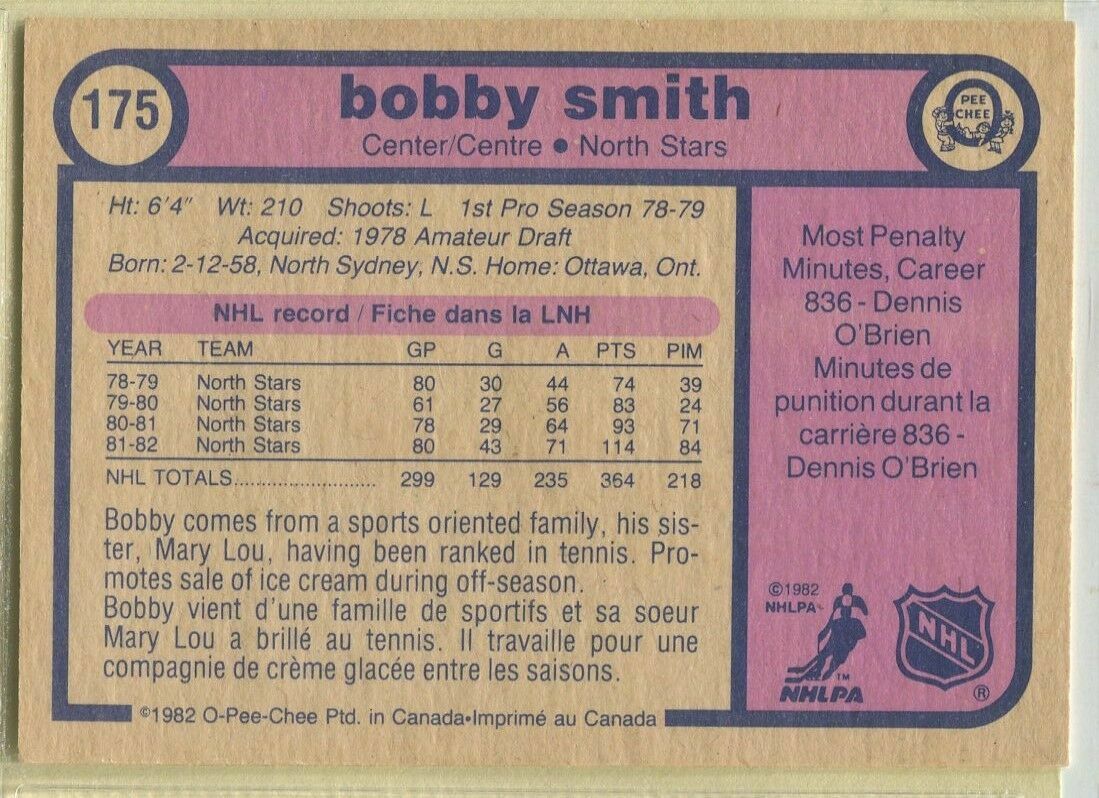 175
bobby smith
Center/Centre • North Stars
PEE
CHEE
Ht: 6'4" Wt: 210 Shoots: L 1st Pro Season 78-79
Acquired: 1978 Amateur Draft
Born: 2-12-58, North Sydney, N.S. Home: Ottawa, Ont.
NHL record / Fiche dans la LNH
YEAR TEAM GP G A PTS PIM
78-79 North Stars 80 30 44 74 39
79-80 North Stars 61 27 56 83 24
80-81 North Stars 78 29 64 93 71
81-82 North Stars 80 43 71 114 84
NHL TOTALS.......................... 299 129 235 364 218
Bobby comes from a sports oriented family, his sis-
ter, Mary Lou, having been ranked in tennis. Pro-
motes sale of ice cream during off-season.
Bobby vient d'une famille de sportifs et sa soeur
Mary Lou a brillé au tennis. Il travaille pour une
compagnie de crème glacée entre les saisons.
©1982 O-Pee-Chee Ptd. in Canada•Imprimé au Canada
Most Penalty
Minutes, Career
836 - Dennis
O'Brien
Minutes de
punition durant la
carrière 836 -
Dennis O'Brien
©1982
NHLPA
TM
NHLPA
NHL
®